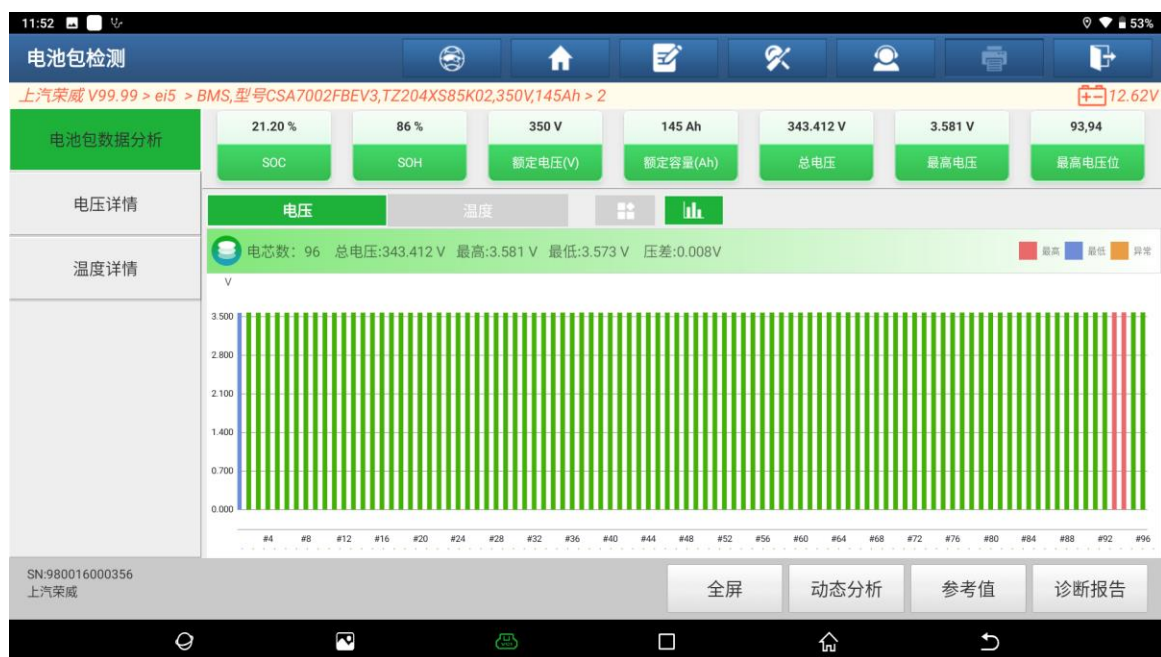 11:52 53%
电池包检测
上汽荣威 V99.99 > ei5 > BMS,型号CSA7002FBEV3,TZ204XS85K02,350V,145Ah > 2 12.62V
电池包数据分析
电压详情
温度详情
21.20 % 86 % 350 V 145 Ah 343.412 V 3.581 V 93,94
SOC SOH 额定电压(V) 额定容量(Ah) 总电压 最高电压 最高电压位
电压 温度
电芯数：96 总电压:343.412 V 最高:3.581 V 最低:3.573 V 压差:0.008V 最高 最低 异常
V
3.500
2.800
2.100
1.400
0.700
0.000
#4 #8 #12 #16 #20 #24 #28 #32 #36 #40 #44 #48 #52 #56 #60 #64 #68 #72 #76 #80 #84 #88 #92 #96
SN:980016000356
上汽荣威
全屏 动态分析 参考值 诊断报告